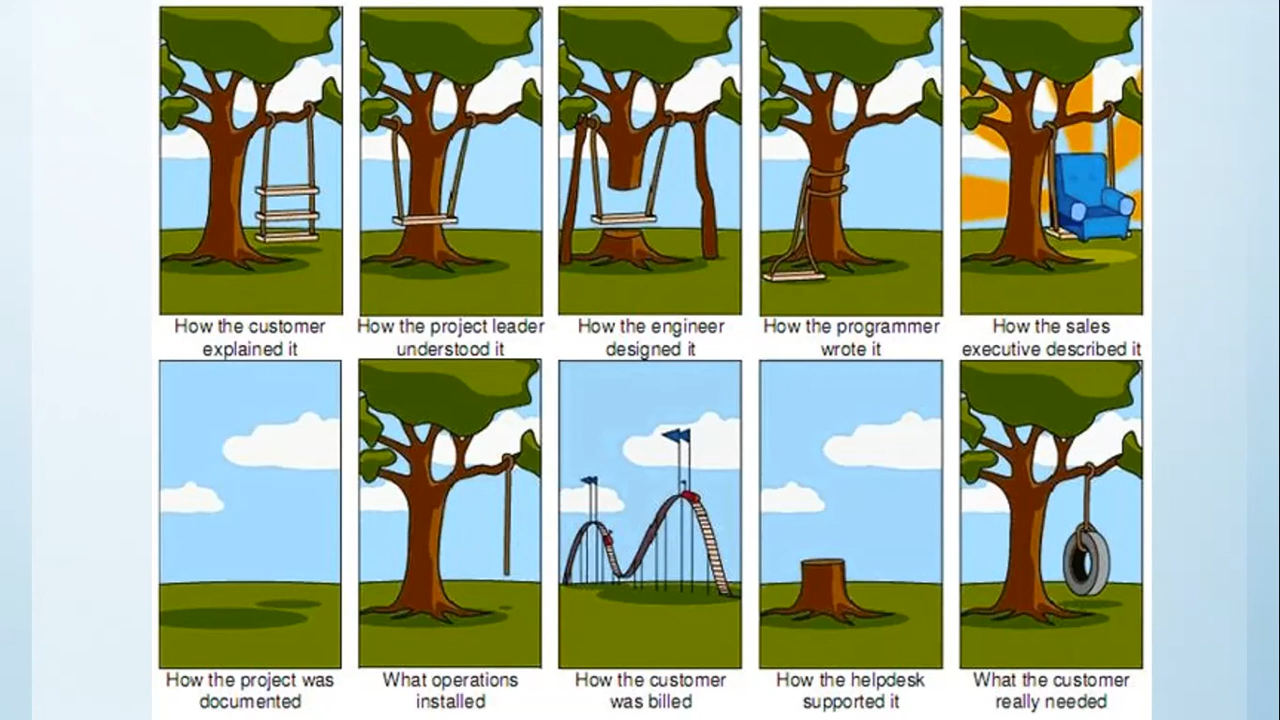 How the customer
explained it
How the project leader
understood it
How the engineer
designed it
How the programmer
wrote it
How the sales
executive described it
How the project was
documented
What operations
installed
How the customer
was billed
How the helpdesk
supported it
What the customer
really needed